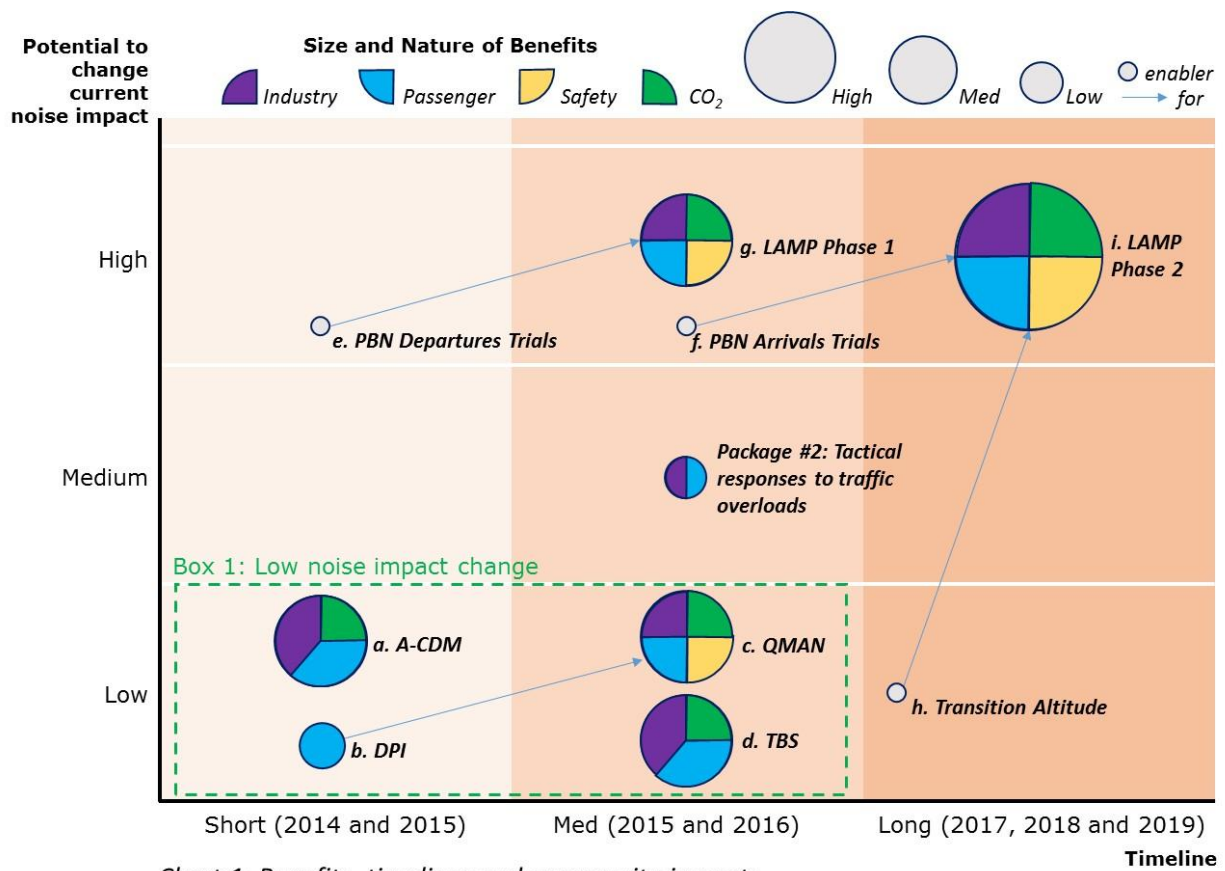 Potential to
change
current
noise impact
Size and Nature of Benefits
Industry
Passenger
Safety
CO2
High
Med
Low
enabler
for
High
g. LAMP Phase 1
i. LAMP
Phase 2
e. PBN Departures Trials
f. PBN Arrivals Trials
Medium
Package #2: Tactical
responses to traffic
overloads
Box 1: Low noise impact change
a. A-CDM
c. QMAN
Low
h. Transition Altitude
b. DPI
d. TBS
Short (2014 and 2015)
Med (2015 and 2016)
Long (2017, 2018 and 2019)
Timeline